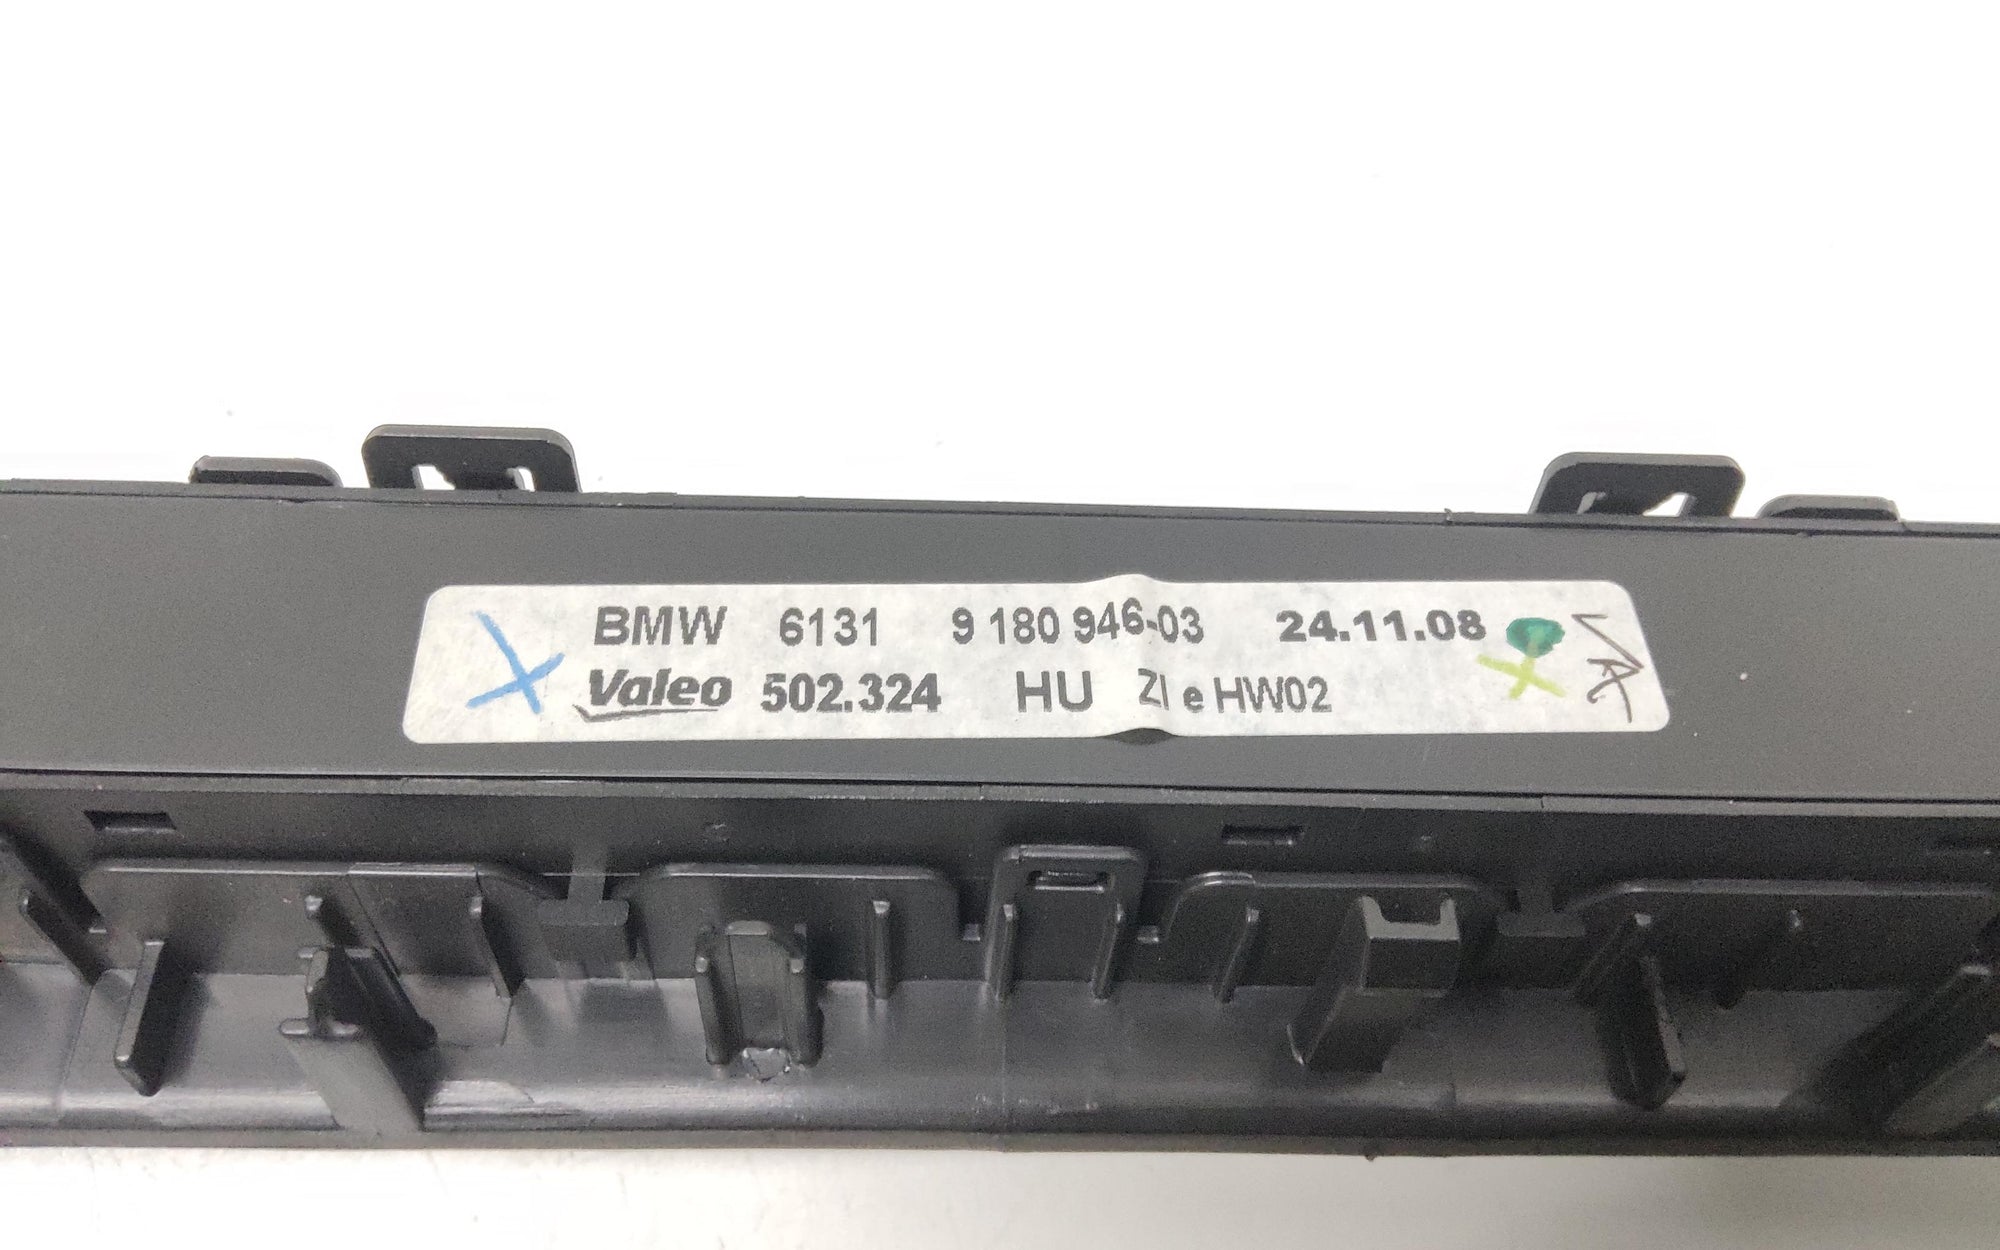 BMW 6131 9 180 946-03 24.11.08
Valeo 502.324 HU ZI e HW02